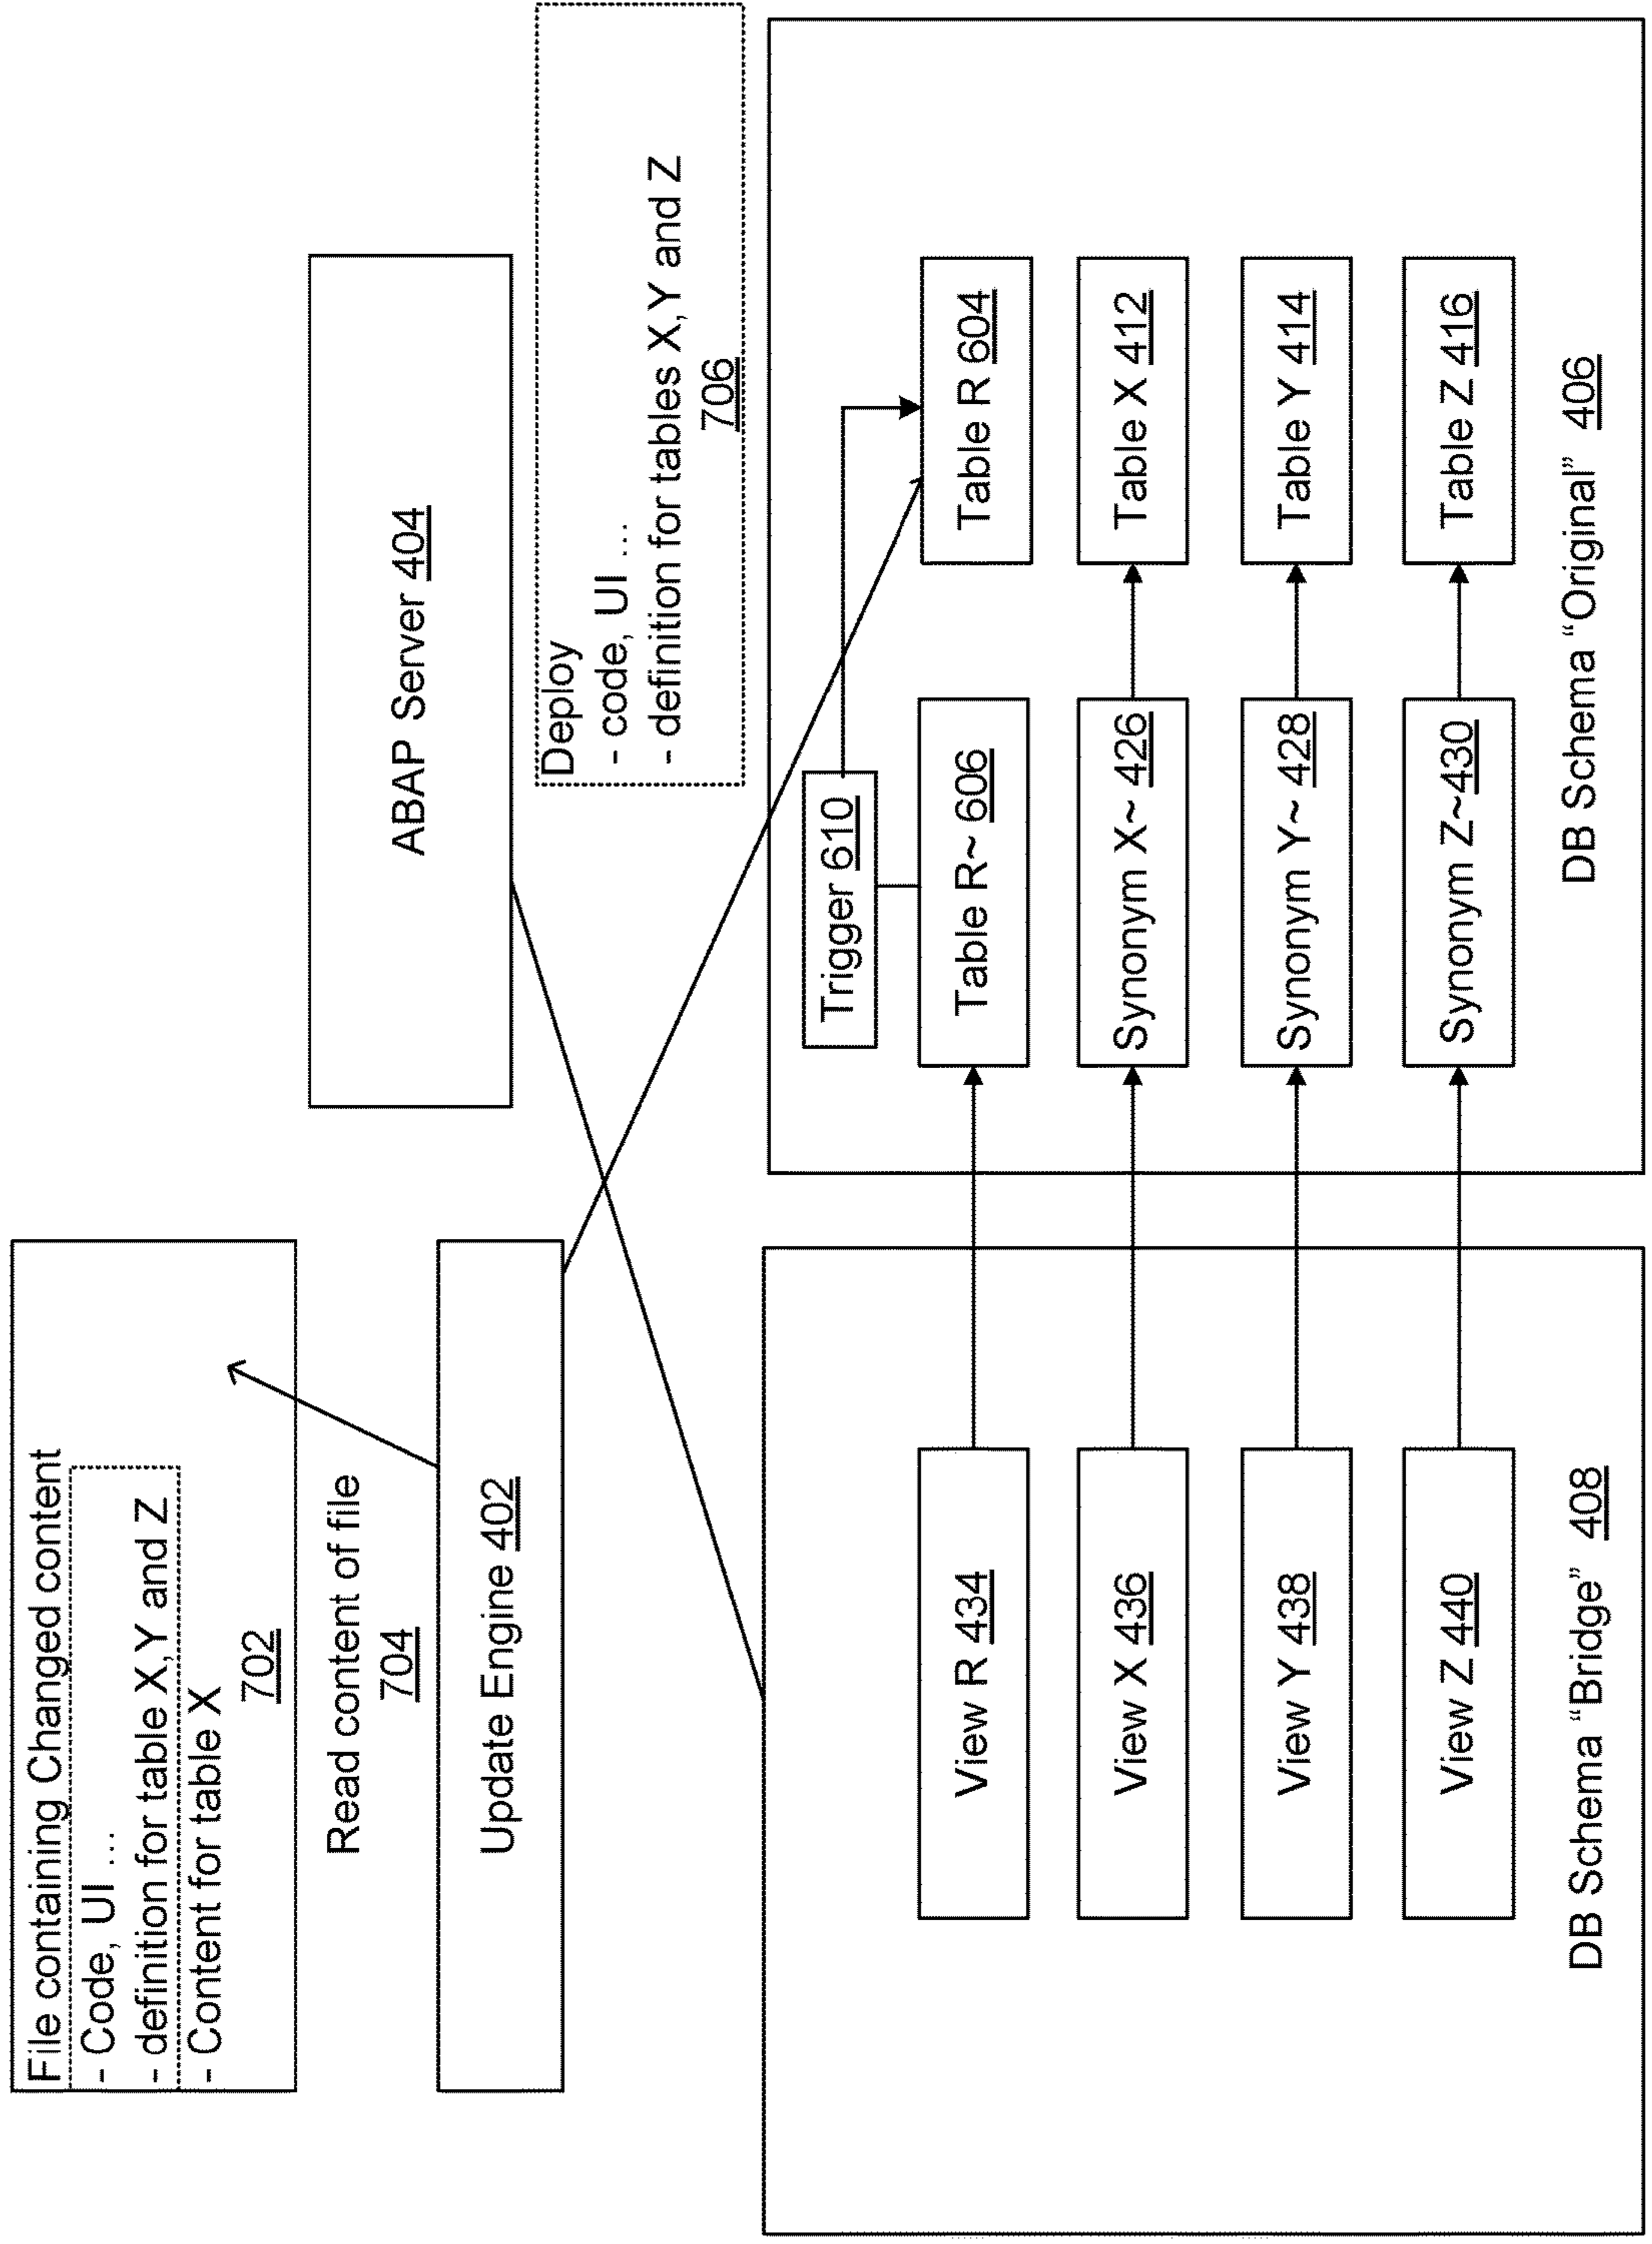 File containing Changed content
- Code, UI ...
- definition for table X,Y and Z
- Content for table X
702
Read content of file
704
Update Engine 402
ABAP Server 404
Deploy
- code, UI ...
- definition for tables X,Y and Z
706
View R 434
View X 436
View Y 438
View Z 440
DB Schema “Bridge” 408
Trigger 610
Table R~ 606
Table R 604
Synonym X~ 426
Table X 412
Synonym Y~ 428
Table Y 414
Synonym Z~430
Table Z 416
DB Schema “Original” 406